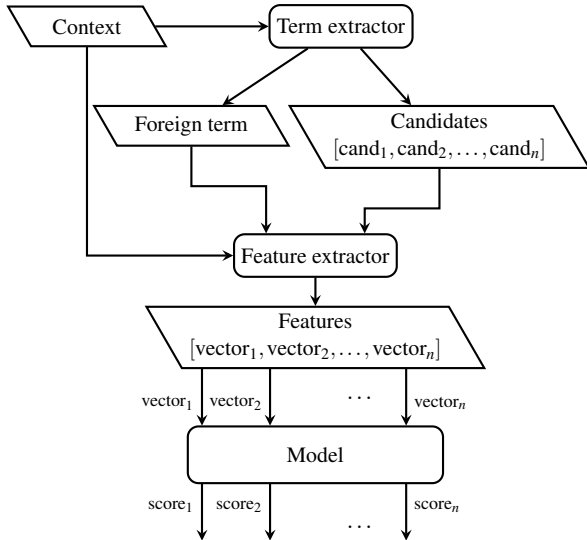 Context
Term extractor
Foreign term
Candidates
[cand₁, cand₂, . . . , candₙ]
Feature extractor
Features
[vector₁, vector₂, . . . , vectorₙ]
vector₁ vector₂ . . . vectorₙ
Model
score₁ score₂ . . . scoreₙ